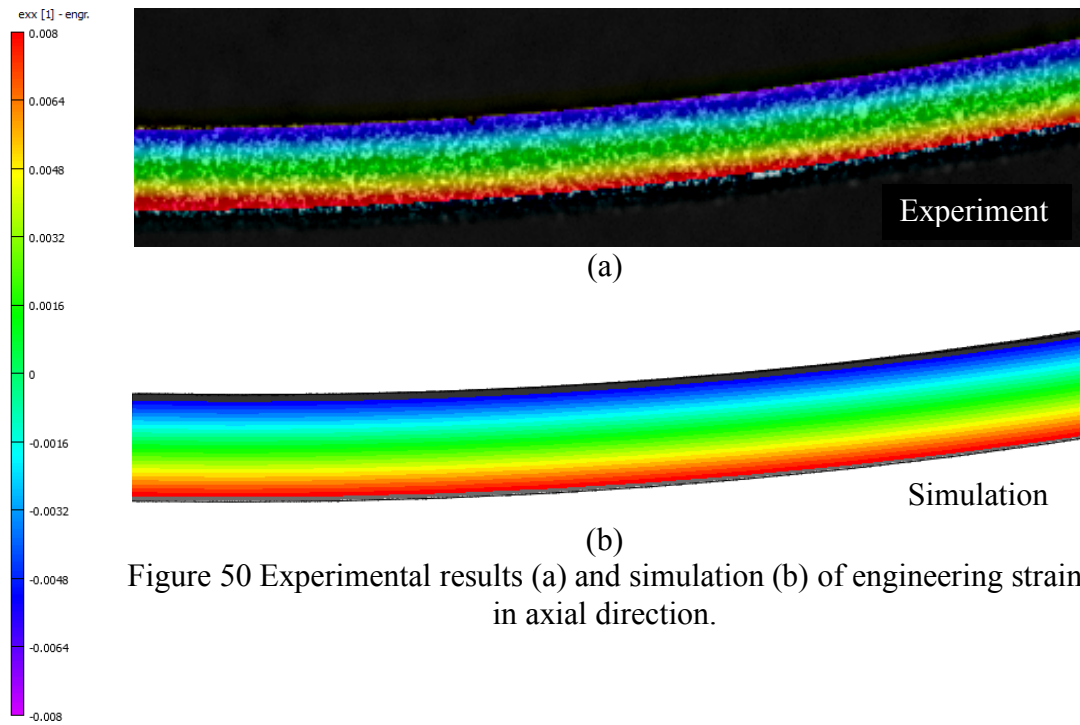 exx [1] - engr.
0.008
0.0064
0.0048
0.0032
0.0016
0
-0.0016
-0.0032
-0.0048
-0.0064
-0.008
Experiment
(a)
Simulation
(b)
Figure 50 Experimental results (a) and simulation (b) of engineering strain
in axial direction.